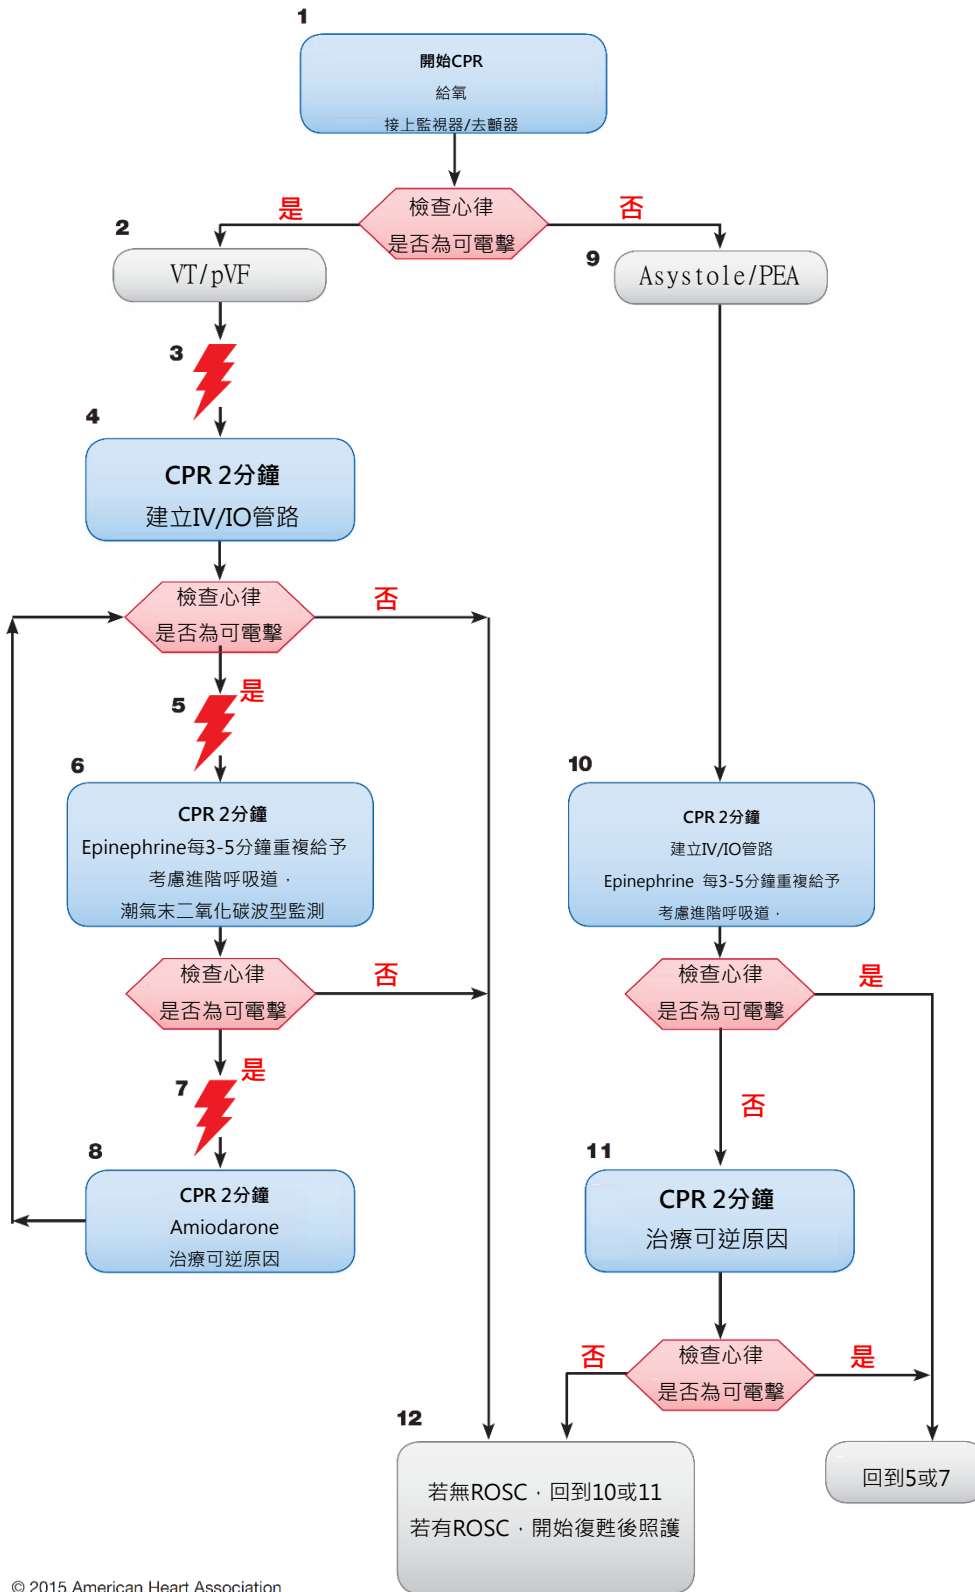 1
開始CPR
給氧
接上監視器/去顫器
檢查心律
是否為可電擊
是
否
2
VT/pVF
9
Asystole/PEA
3
4
CPR 2分鐘
建立IV/IO管路
檢查心律
是否為可電擊
否
是
5
6
CPR 2分鐘
Epinephrine每3-5分鐘重複給予
考慮進階呼吸道，
潮氣末二氧化碳波型監測
10
CPR 2分鐘
建立IV/IO管路
Epinephrine 每3-5分鐘重複給予
考慮進階呼吸道，
檢查心律
是否為可電擊
否
是
檢查心律
是否為可電擊
是
否
7
8
CPR 2分鐘
Amiodarone
治療可逆原因
11
CPR 2分鐘
治療可逆原因
檢查心律
是否為可電擊
否
是
12
若無ROSC，回到10或11
若有ROSC，開始復甦後照護
回到5或7
© 2015 American Heart Association